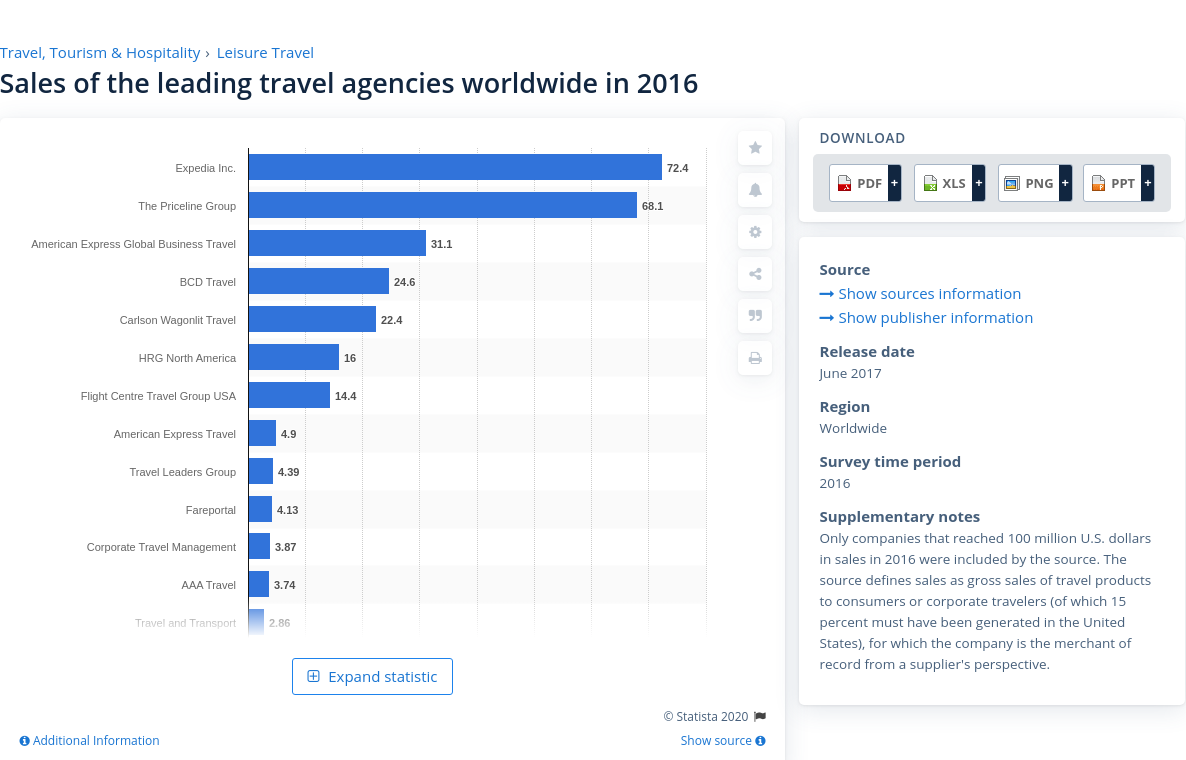 Travel, Tourism & Hospitality › Leisure Travel
Sales of the leading travel agencies worldwide in 2016
Expedia Inc. 72.4
The Priceline Group 68.1
American Express Global Business Travel 31.1
BCD Travel 24.6
Carlson Wagonlit Travel 22.4
HRG North America 16
Flight Centre Travel Group USA 14.4
American Express Travel 4.9
Travel Leaders Group 4.39
Fareportal 4.13
Corporate Travel Management 3.87
AAA Travel 3.74
Travel and Transport 2.86
Expand statistic
© Statista 2020
Additional Information
Show source
DOWNLOAD
PDF + XLS + PNG + PPT +
Source
Show sources information
Show publisher information
Release date
June 2017
Region
Worldwide
Survey time period
2016
Supplementary notes
Only companies that reached 100 million U.S. dollars
in sales in 2016 were included by the source. The
source defines sales as gross sales of travel products
to consumers or corporate travelers (of which 15
percent must have been generated in the United
States), for which the company is the merchant of
record from a supplier's perspective.